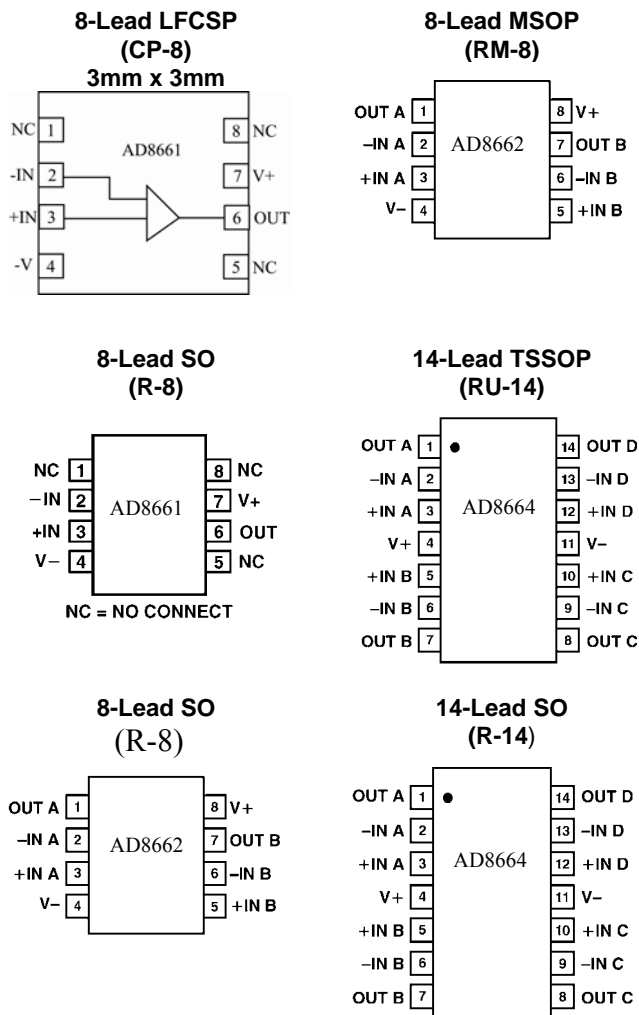 8-Lead LFCSP
(CP-8)
3mm x 3mm
NC 1
8 NC
AD8661
-IN 2
7 V+
+IN 3
6 OUT
-V 4
5 NC
8-Lead MSOP
(RM-8)
OUT A 1
8 V+
–IN A 2
AD8662
7 OUT B
+IN A 3
6 –IN B
V– 4
5 +IN B
8-Lead SO
(R-8)
NC 1
8 NC
–IN 2
AD8661
7 V+
+IN 3
6 OUT
V– 4
5 NC
NC = NO CONNECT
14-Lead TSSOP
(RU-14)
OUT A 1
14 OUT D
–IN A 2
13 –IN D
+IN A 3
AD8664
12 +IN D
V+ 4
11 V–
+IN B 5
10 +IN C
–IN B 6
9 –IN C
OUT B 7
8 OUT C
8-Lead SO
(R-8)
OUT A 1
8 V+
–IN A 2
AD8662
7 OUT B
+IN A 3
6 –IN B
V– 4
5 +IN B
14-Lead SO
(R-14)
OUT A 1
14 OUT D
–IN A 2
13 –IN D
+IN A 3
AD8664
12 +IN D
V+ 4
11 V–
+IN B 5
10 +IN C
–IN B 6
9 –IN C
OUT B 7
8 OUT C